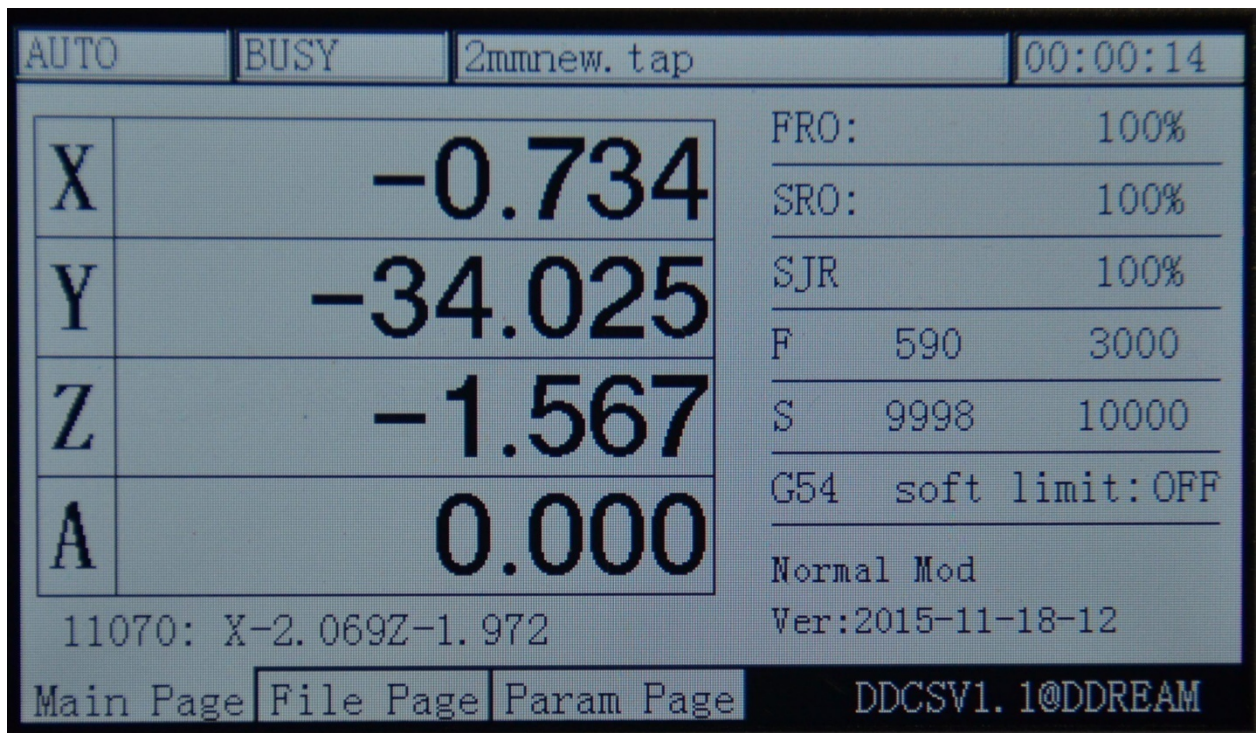 AUTO BUSY 2mmnew.tap 00:00:14
X -0.734
Y -34.025
Z -1.567
A 0.000
11070: X-2.069Z-1.972
FRO: 100%
SRO: 100%
SJR 100%
F 590 3000
S 9998 10000
G54 soft limit:OFF
Normal Mod
Ver:2015-11-18-12
Main Page File Page Param Page DDCSV1.1@DDREAM